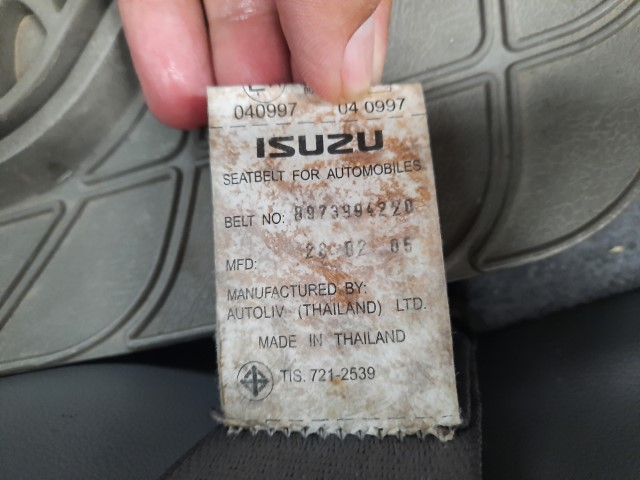 040997 04 0997
ISUZU
SEATBELT FOR AUTOMOBILES
BELT NO: 8973994220
MFD: 28 02 05
MANUFACTURED BY:
AUTOLIV (THAILAND) LTD.
MADE IN THAILAND
TIS. 721-2539